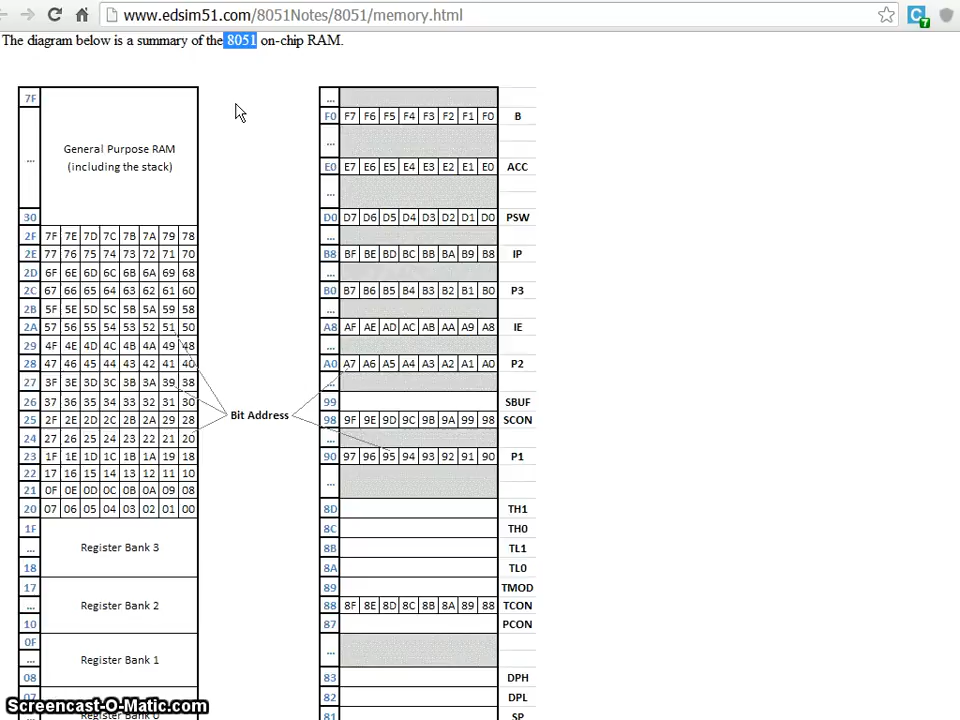 www.edsim51.com/8051Notes/8051/memory.html
C 7
The diagram below is a summary of the 8051 on-chip RAM.
7F
General Purpose RAM
... (including the stack)
30
2F 7F 7E 7D 7C 7B 7A 79 78
2E 77 76 75 74 73 72 71 70
2D 6F 6E 6D 6C 6B 6A 69 68
2C 67 66 65 64 63 62 61 60
2B 5F 5E 5D 5C 5B 5A 59 58
2A 57 56 55 54 53 52 51 50
29 4F 4E 4D 4C 4B 4A 49 48
28 47 46 45 44 43 42 41 40
27 3F 3E 3D 3C 3B 3A 39 38
26 37 36 35 34 33 32 31 30
25 2F 2E 2D 2C 2B 2A 29 28
24 27 26 25 24 23 22 21 20
23 1F 1E 1D 1C 1B 1A 19 18
22 17 16 15 14 13 12 11 10
21 0F 0E 0D 0C 0B 0A 09 08
20 07 06 05 04 03 02 01 00
1F
... Register Bank 3
18
17
... Register Bank 2
10
0F
... Register Bank 1
08
07
Register Bank 0
Bit Address
...
F0 F7 F6 F5 F4 F3 F2 F1 F0 B
...
E0 E7 E6 E5 E4 E3 E2 E1 E0 ACC
...
D0 D7 D6 D5 D4 D3 D2 D1 D0 PSW
...
B8 BF BE BD BC BB BA B9 B8 IP
...
B0 B7 B6 B5 B4 B3 B2 B1 B0 P3
...
A8 AF AE AD AC AB AA A9 A8 IE
...
A0 A7 A6 A5 A4 A3 A2 A1 A0 P2
...
99 SBUF
98 9F 9E 9D 9C 9B 9A 99 98 SCON
...
90 97 96 95 94 93 92 91 90 P1
...
8D TH1
8C TH0
8B TL1
8A TL0
89 TMOD
88 8F 8E 8D 8C 8B 8A 89 88 TCON
87 PCON
...
83 DPH
82 DPL
81 SP
Screencast-O-Matic.com